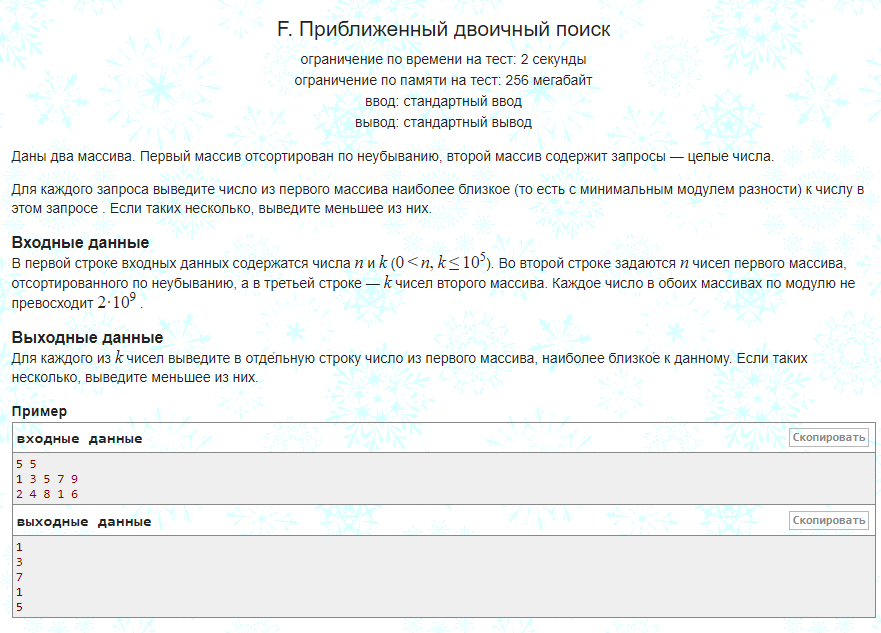 F. Приближенный двоичный поиск
ограничение по времени на тест: 2 секунды
ограничение по памяти на тест: 256 мегабайт
ввод: стандартный ввод
вывод: стандартный вывод
Даны два массива. Первый массив отсортирован по неубыванию, второй массив содержит запросы — целые числа.
Для каждого запроса выведите число из первого массива наиболее близкое (то есть с минимальным модулем разности) к числу в
этом запросе . Если таких несколько, выведите меньшее из них.
Входные данные
В первой строке входных данных содержатся числа n и k (0 < n, k ≤ 10⁵). Во второй строке задаются n чисел первого массива,
отсортированного по неубыванию, а в третьей строке — k чисел второго массива. Каждое число в обоих массивах по модулю не
превосходит 2·10⁹ .
Выходные данные
Для каждого из k чисел выведите в отдельную строку число из первого массива, наиболее близкое к данному. Если таких
несколько, выведите меньшее из них.
Пример
входные данные
Скопировать
5 5
1 3 5 7 9
2 4 8 1 6
выходные данные
Скопировать
1
3
7
1
5